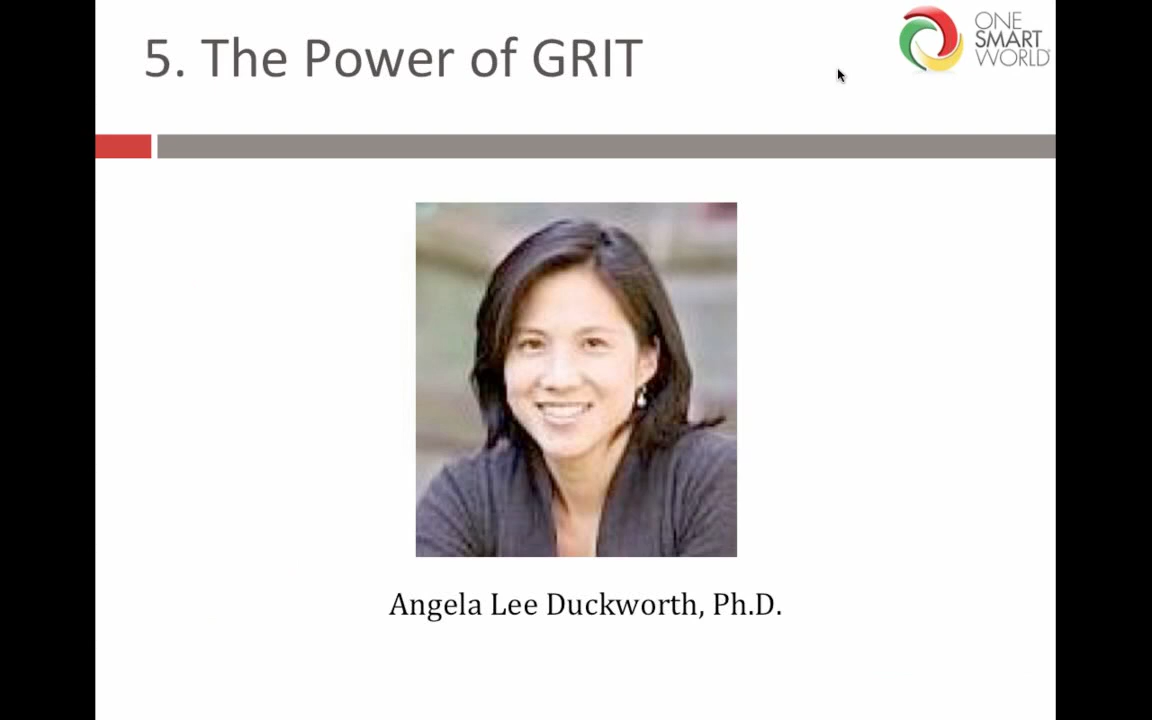 5. The Power of GRIT
ONE
SMART
WORLD
Angela Lee Duckworth, Ph.D.